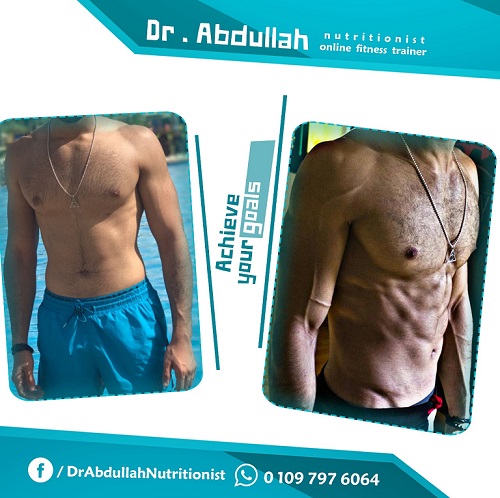 Dr . Abdullah
nutritionist
online fitness trainer
Achieve
your goals
/DrAbdullahNutritionist
0 109 797 6064